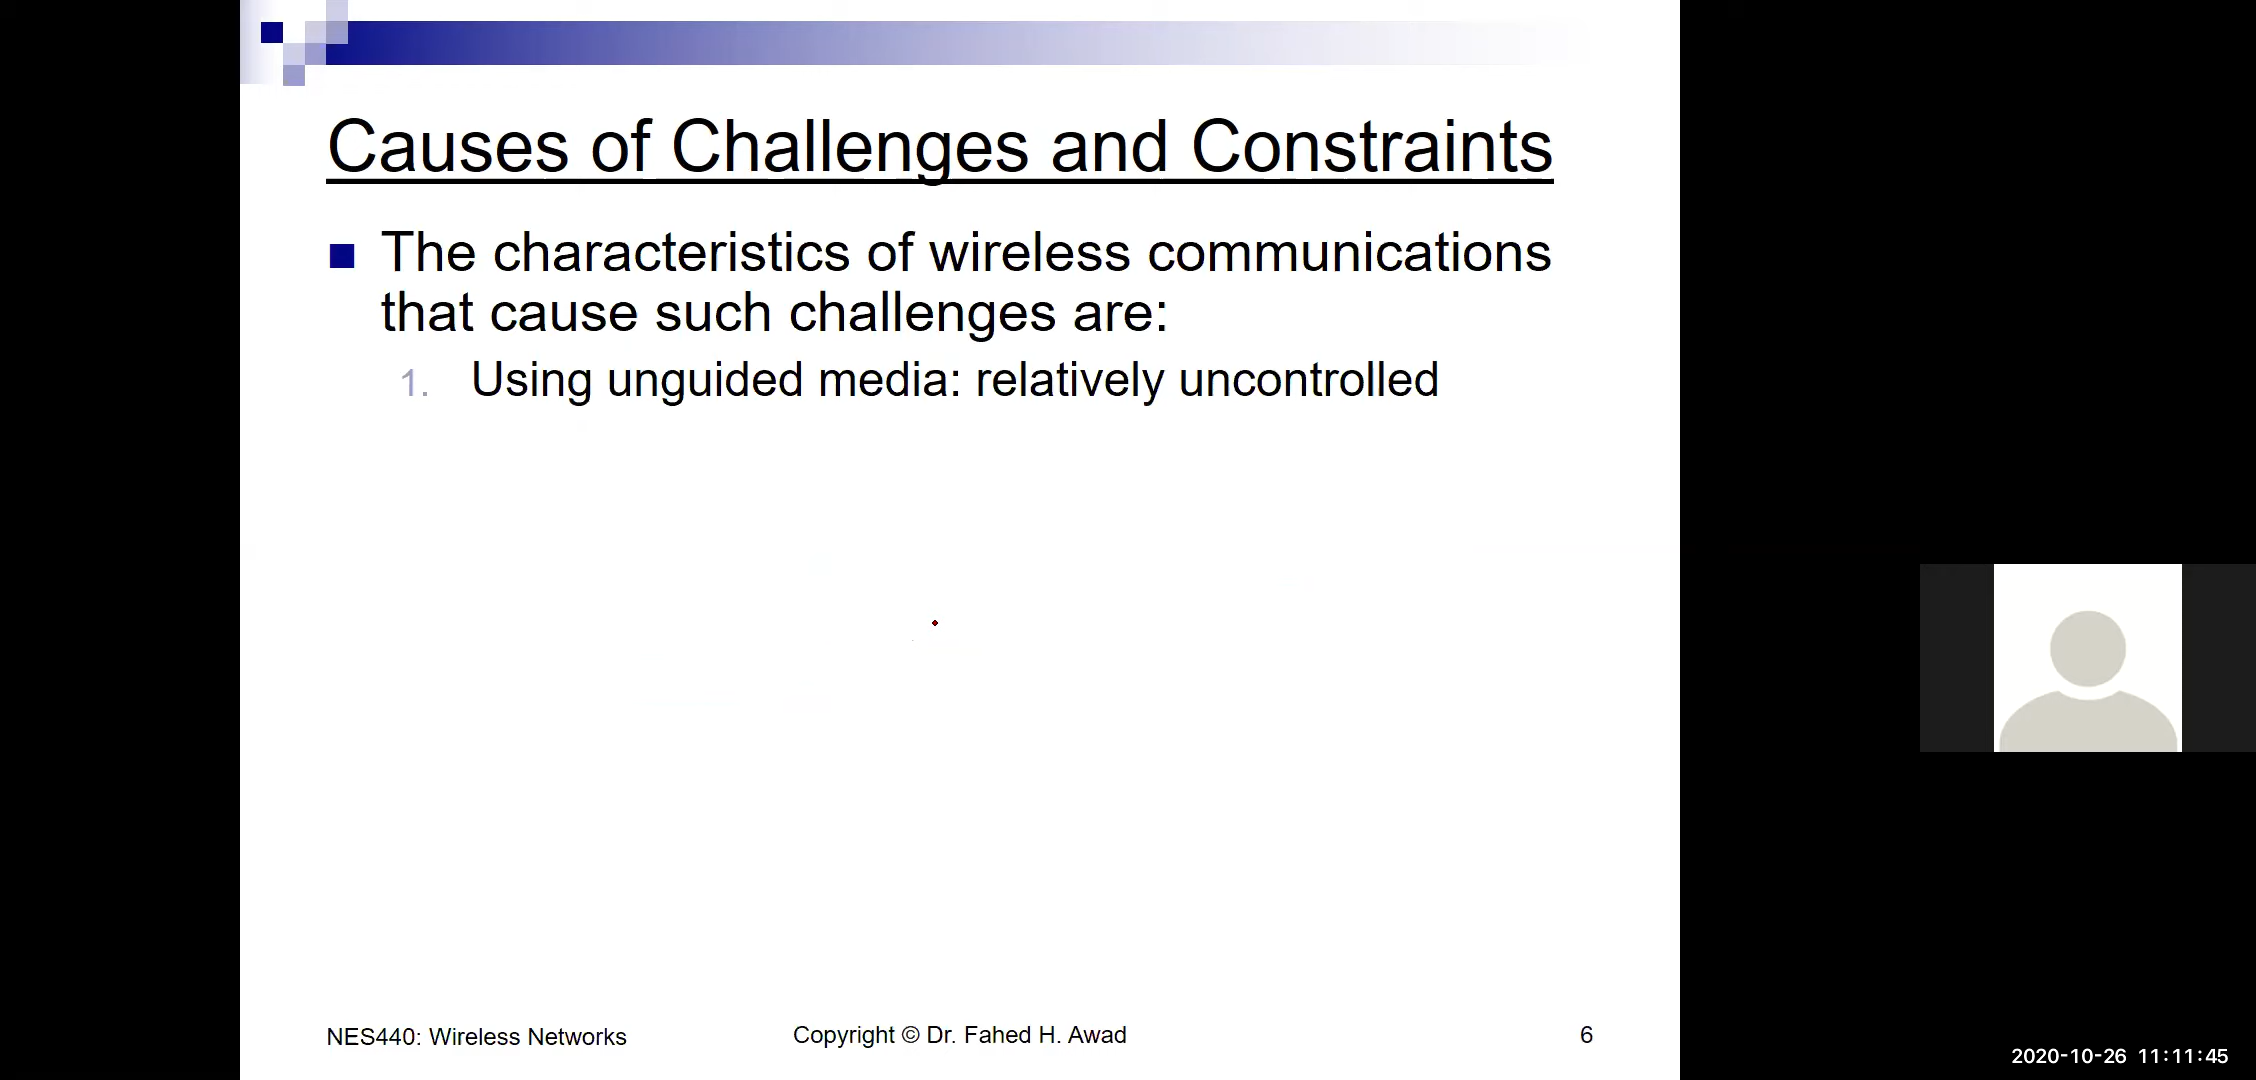 Causes of Challenges and Constraints
The characteristics of wireless communications
that cause such challenges are:
1. Using unguided media: relatively uncontrolled
NES440: Wireless Networks
Copyright © Dr. Fahed H. Awad
6
2020-10-26 11:11:45